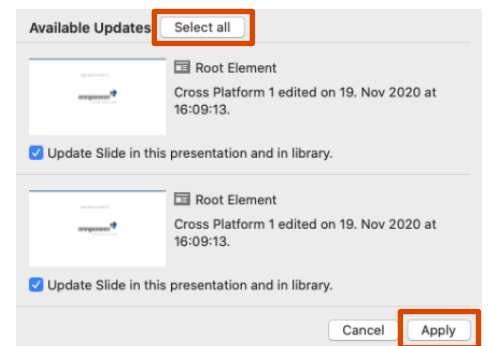 Available Updates Select all
Root Element
Cross Platform 1 edited on 19. Nov 2020 at
16:09:13.
empower
Update Slide in this presentation and in library.
Root Element
Cross Platform 1 edited on 19. Nov 2020 at
16:09:13.
empower
Update Slide in this presentation and in library.
Cancel Apply